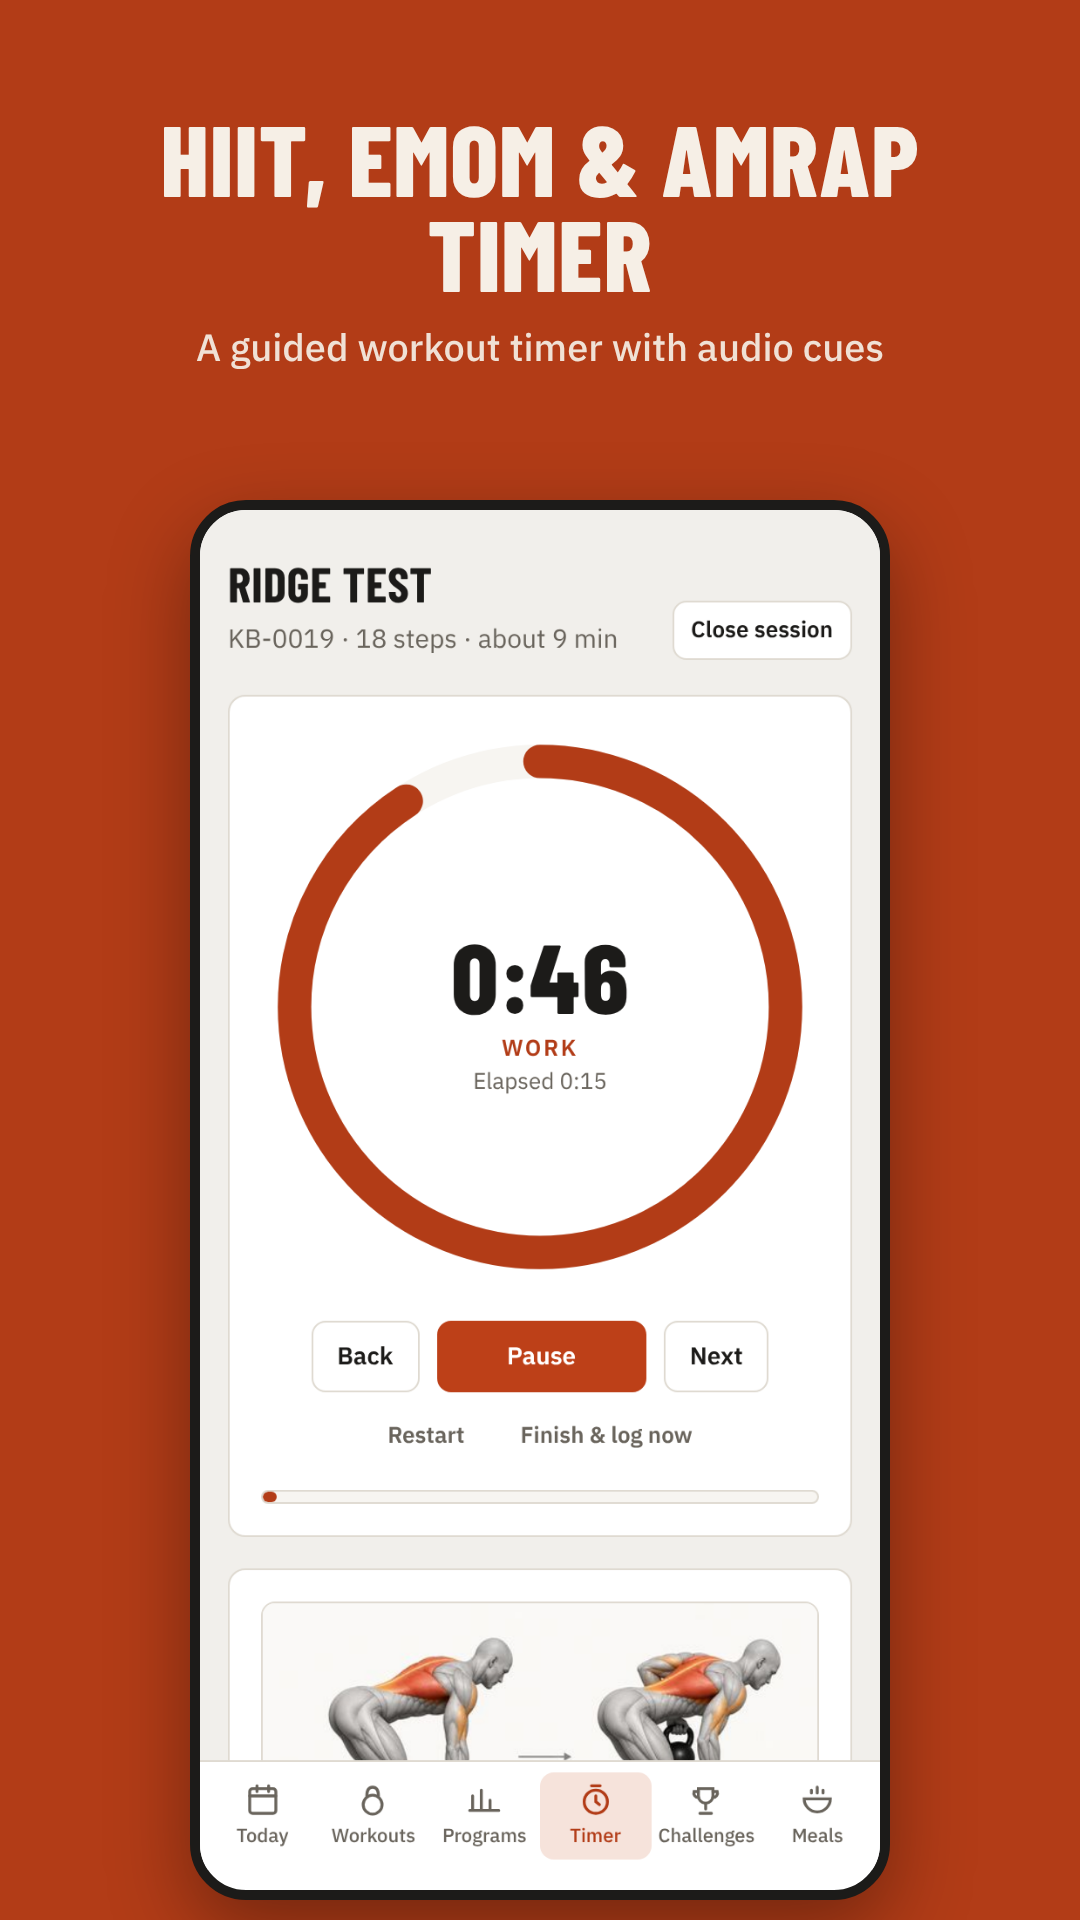 HIIT, EMOM & AMRAP
TIMER
A guided workout timer with audio cues
RIDGE TEST
KB-0019 · 18 steps · about 9 min
Close session
0:46
WORK
Elapsed 0:15
Back
Pause
Next
Restart
Finish & log now
Today
Workouts
Programs
Timer
Challenges
Meals